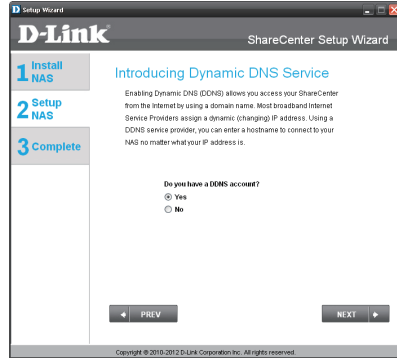 Setup Wizard
D-Link
ShareCenter Setup Wizard
1 Install
NAS
2 Setup
NAS
3 Complete
Introducing Dynamic DNS Service
Enabling Dynamic DNS (DDNS) allows you access your ShareCenter
from the Internet by using a domain name. Most broadband Internet
Service Providers assign a dynamic (changing) IP address. Using a
DDNS service provider, you can enter a hostname to connect to your
NAS no matter what your IP address is.
Do you have a DDNS account?
Yes
No
PREV
NEXT
Copyright © 2010-2012 D-Link Corporation Inc. All rights reserved.